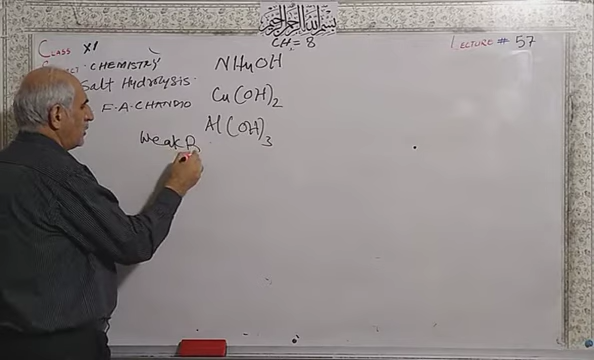 بسم الله الرحمن الرحيم
CH = 8
CLASS XI
LECTURE # 57
CHEMISTRY
Salt Hydrolysis
F-A-CHANDIO
NH4OH
Cu(OH)2
Al(OH)3
Weak B